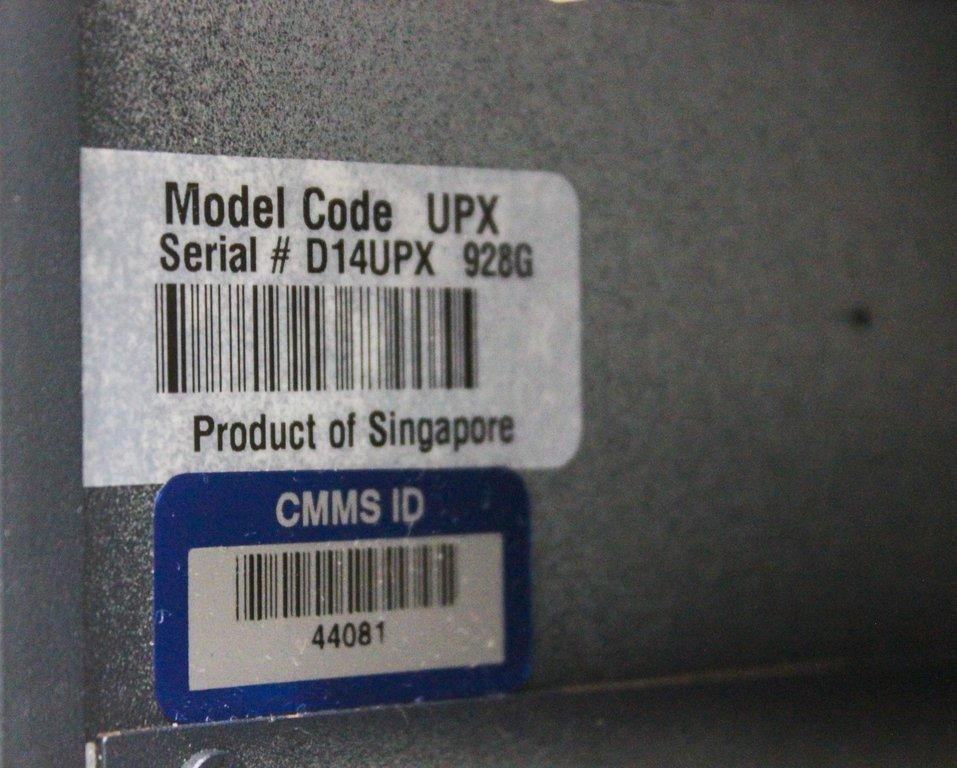 Model Code UPX
Serial # D14UPX 928G
Product of Singapore
CMMS ID
44081